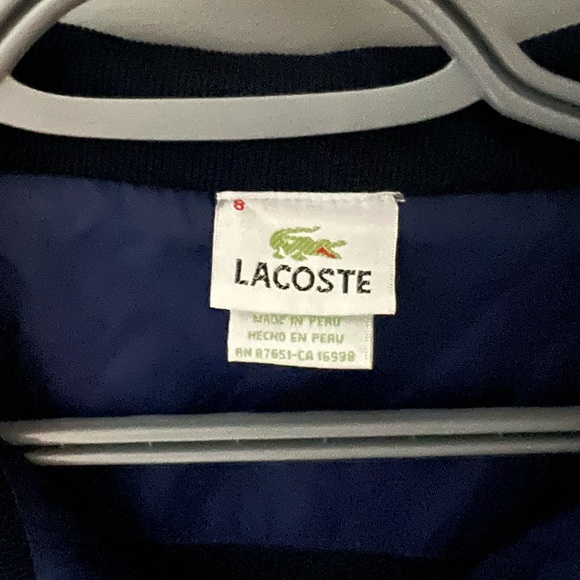 8
LACOSTE
MADE IN PERU
HECHO EN PERU
RN 87651-CA 16998